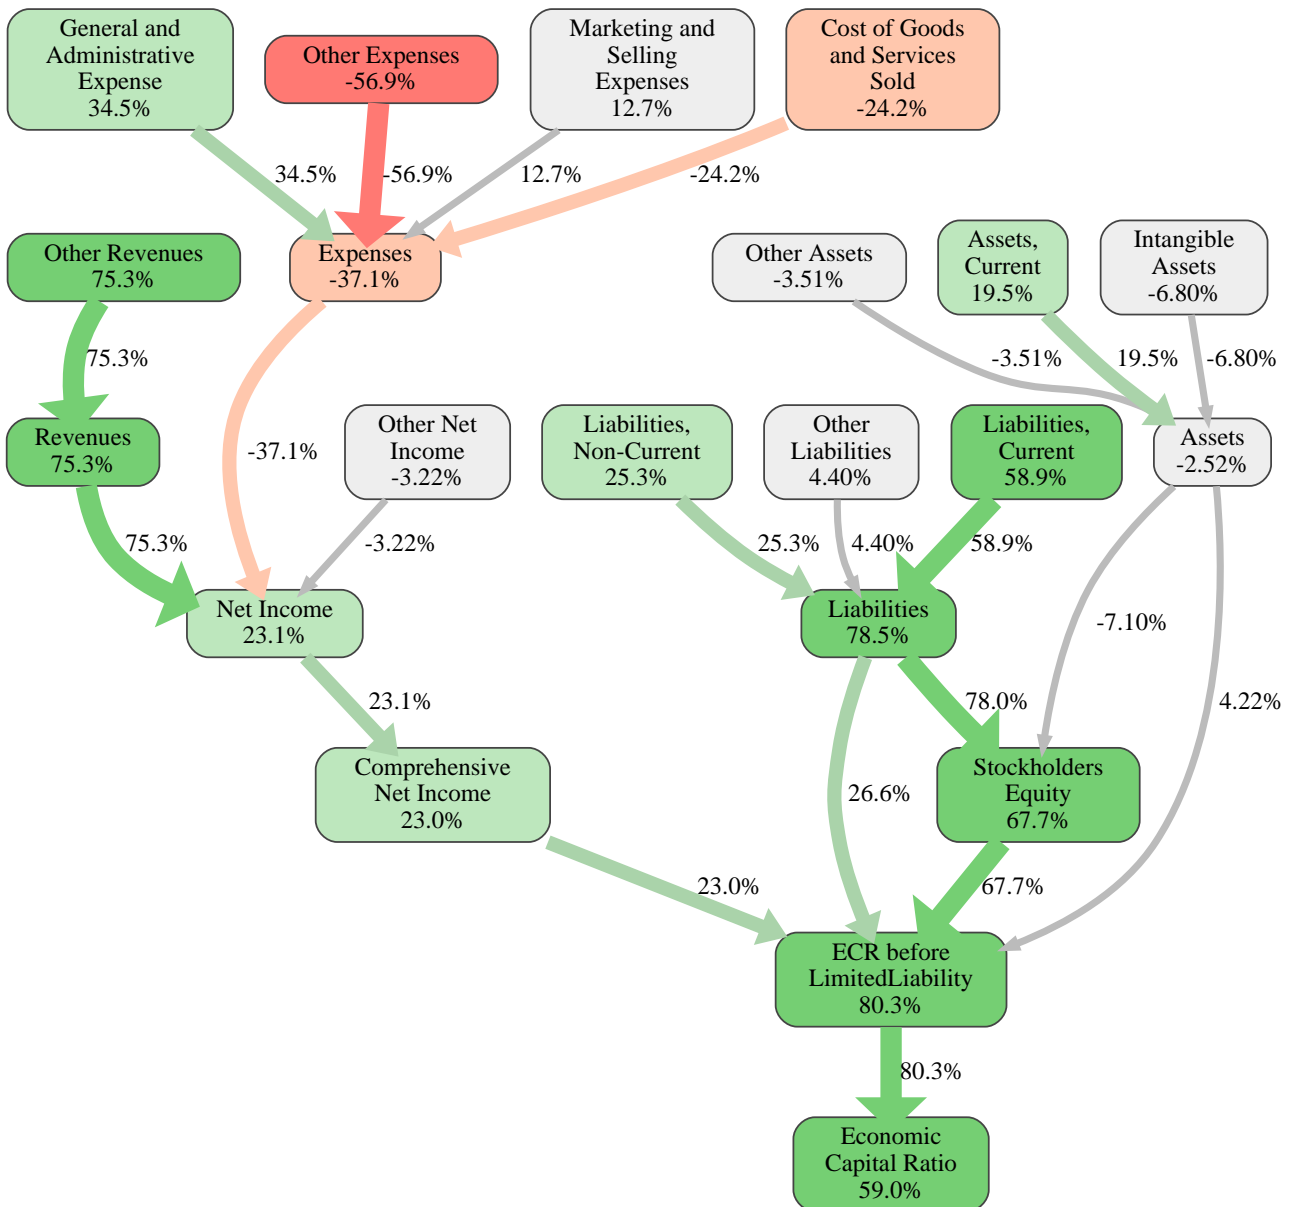 General and
Administrative
Expense
34.5%
Other Expenses
-56.9%
Marketing and
Selling
Expenses
12.7%
Cost of Goods
and Services
Sold
-24.2%
34.5%
-56.9%
12.7%
-24.2%
Other Revenues
75.3%
Expenses
-37.1%
Other Assets
-3.51%
Assets,
Current
19.5%
Intangible
Assets
-6.80%
75.3%
-3.51%
19.5%
-6.80%
Revenues
75.3%
-37.1%
Other Net
Income
-3.22%
Liabilities,
Non-Current
25.3%
Other
Liabilities
4.40%
Liabilities,
Current
58.9%
Assets
-2.52%
75.3%
-3.22%
25.3%
4.40%
58.9%
Net Income
23.1%
Liabilities
78.5%
-7.10%
23.1%
78.0%
4.22%
Comprehensive
Net Income
23.0%
26.6%
Stockholders
Equity
67.7%
23.0%
67.7%
ECR before
LimitedLiability
80.3%
80.3%
Economic
Capital Ratio
59.0%